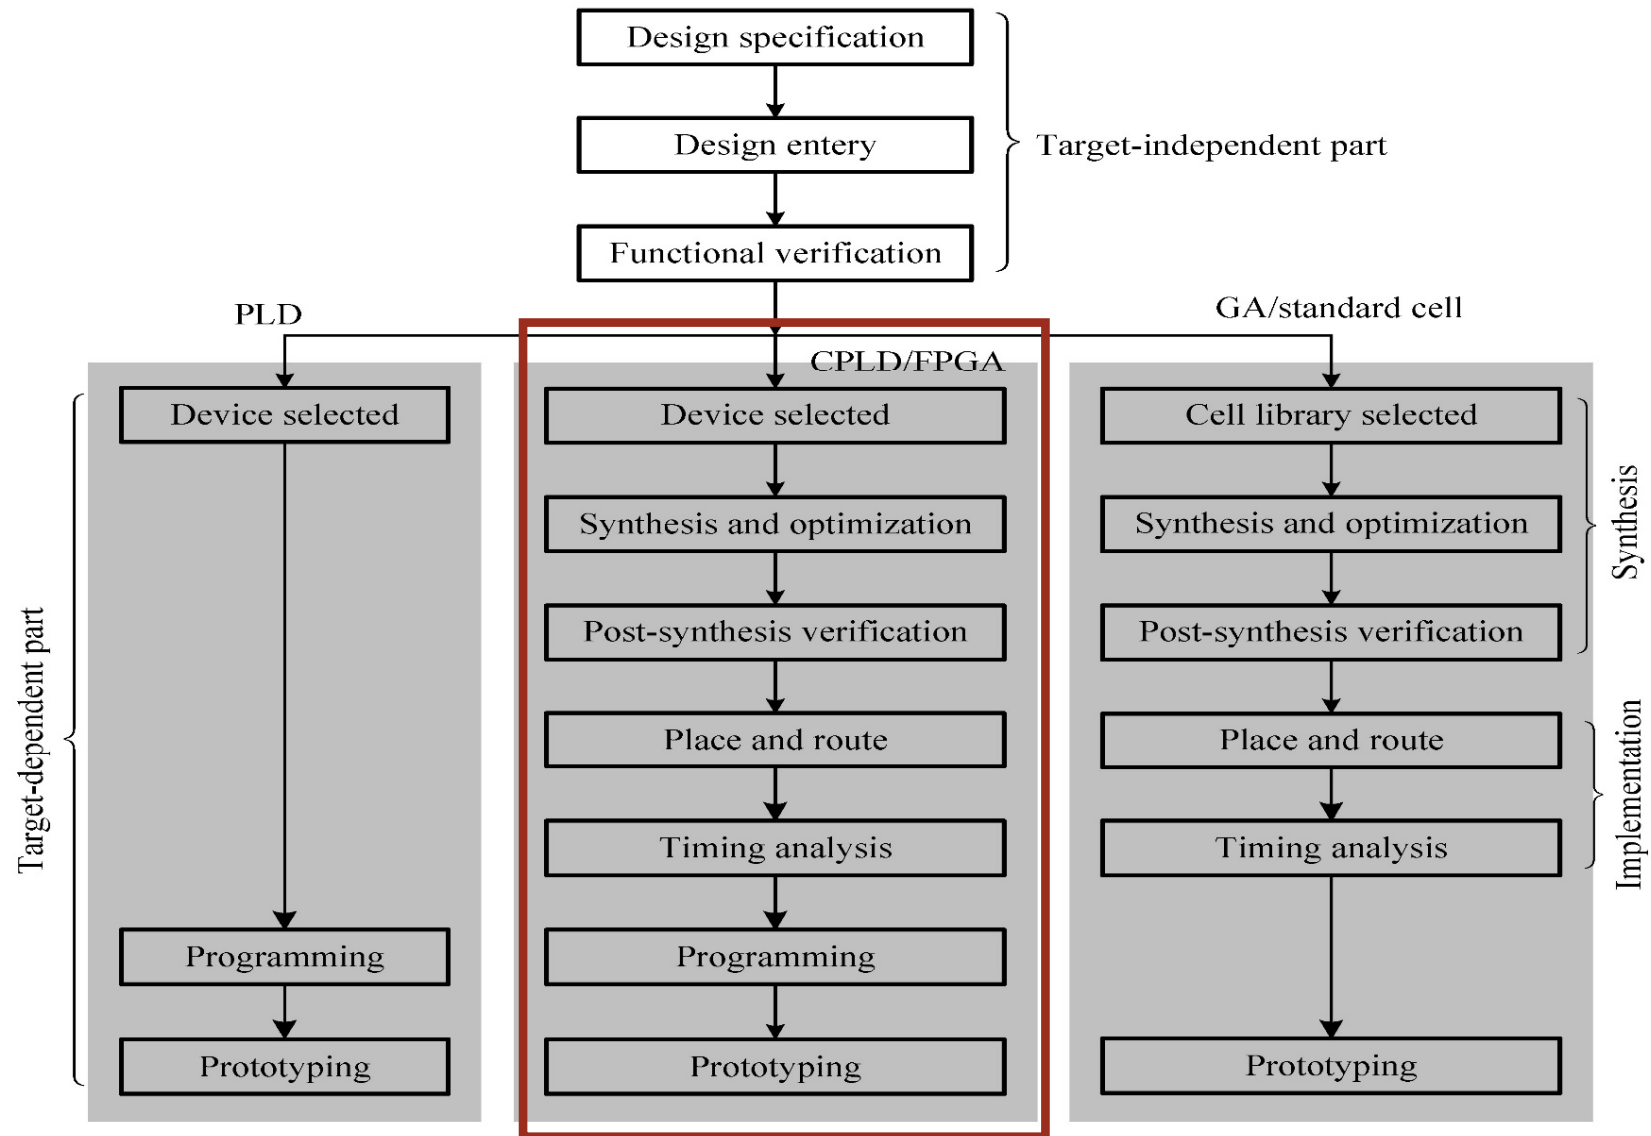 Design specification
Design entery
Functional verification
Target-independent part
PLD
CPLD/FPGA
GA/standard cell
Target-dependent part
Device selected
Programming
Prototyping
Device selected
Synthesis and optimization
Post-synthesis verification
Place and route
Timing analysis
Programming
Prototyping
Cell library selected
Synthesis and optimization
Post-synthesis verification
Place and route
Timing analysis
Prototyping
Synthesis
Implementation